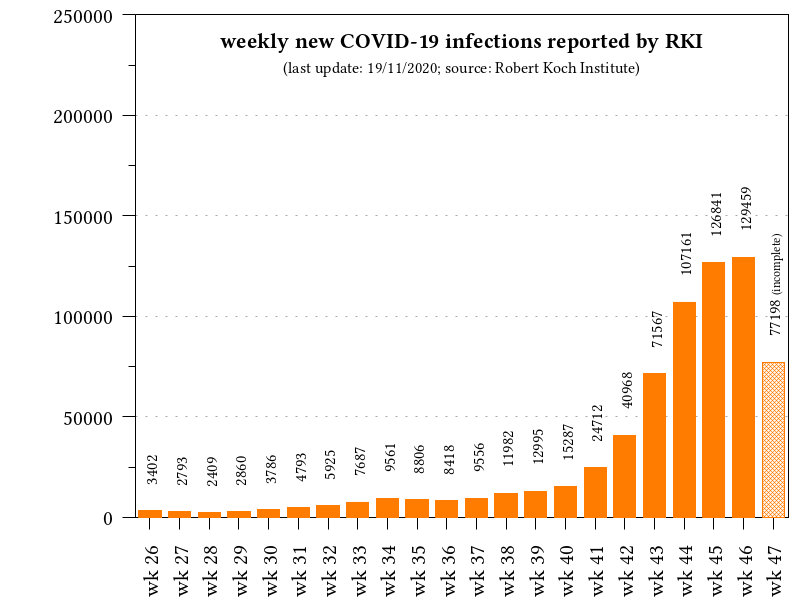 weekly new COVID-19 infections reported by RKI
(last update: 19/11/2020; source: Robert Koch Institute)
250000
200000
150000
100000
50000
0
3402
2793
2409
2860
3786
4793
5925
7687
9561
8806
8418
9556
11982
12995
15287
24712
40968
71567
107161
126841
129459
77198 (incomplete)
wk 26
wk 27
wk 28
wk 29
wk 30
wk 31
wk 32
wk 33
wk 34
wk 35
wk 36
wk 37
wk 38
wk 39
wk 40
wk 41
wk 42
wk 43
wk 44
wk 45
wk 46
wk 47